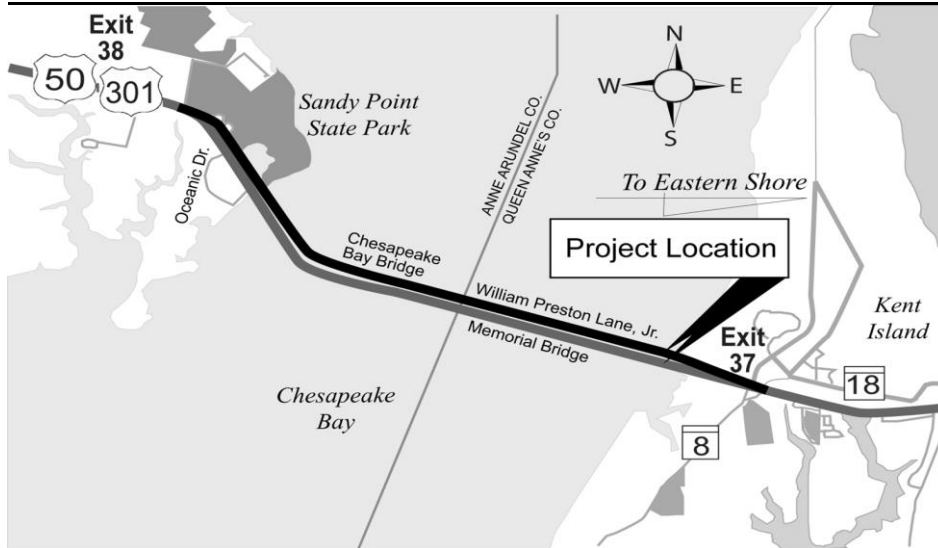 Exit
38
50
301
Sandy Point
State Park
Oceanic Dr.
N
W E
S
ANNE ARUNDEL CO.
QUEEN ANNE'S CO.
To Eastern Shore
Project Location
Chesapeake
Bay Bridge
William Preston Lane, Jr.
Memorial Bridge
Kent
Island
Exit
37
18
8
Chesapeake
Bay